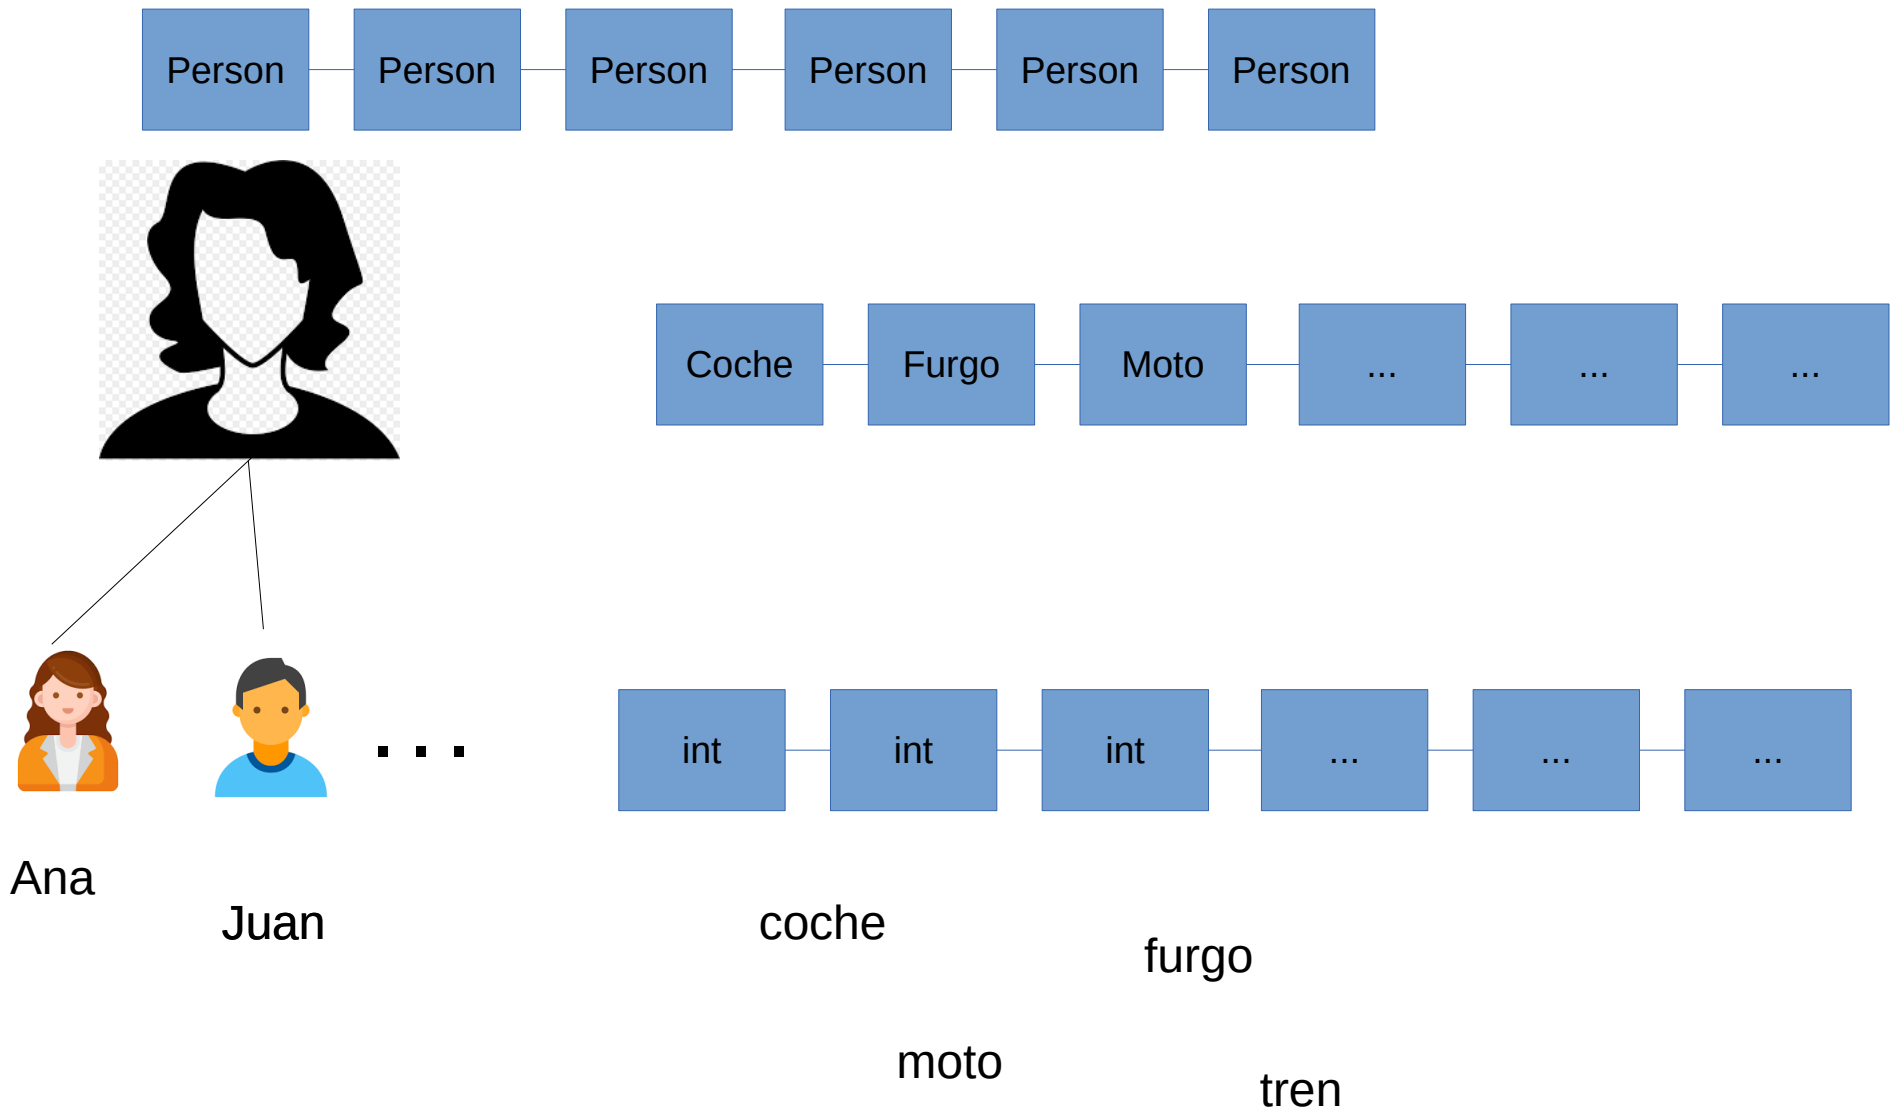 Person Person Person Person Person Person
Coche Furgo Moto ... ... ...
int int int ... ... ...
...
Ana
Juan
coche
furgo
moto
tren